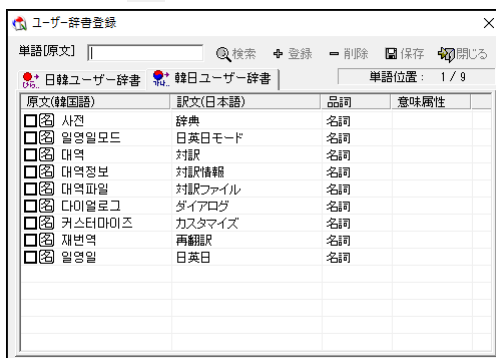 ユーザー辞書登録
単語[原文] 検索 登録 削除 保存 閉じる
日韓ユーザー辞書 韓日ユーザー辞書 単語位置: 1 / 9
原文(韓国語) 訳文(日本語) 品詞 意味属性
名 사전 辞典 名詞
名 일영일모드 日英日モード 名詞
名 대역 対訳 名詞
名 대역정보 対訳情報 名詞
名 대역파일 対訳ファイル 名詞
名 다이얼로그 ダイアログ 名詞
名 커스터마이즈 カスタマイズ 名詞
名 재번역 再翻訳 名詞
名 일영일 日英日 名詞